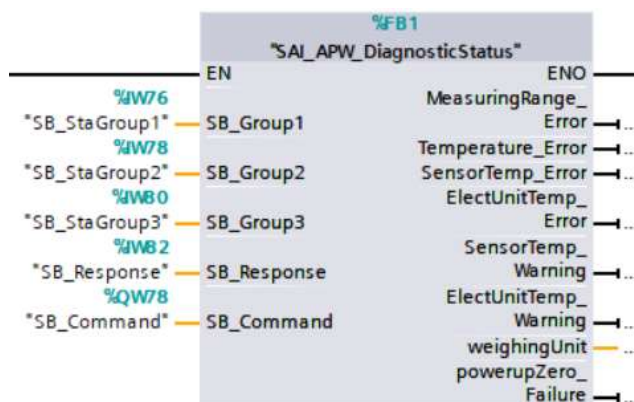 %FB1
"SAI_APW_DiagnosticStatus"
EN ENO
%IW76
"SB_StaGroup1" SB_Group1
%IW78
"SB_StaGroup2" SB_Group2
%IW80
"SB_StaGroup3" SB_Group3
%IW82
"SB_Response" SB_Response
%QW78
"SB_Command" SB_Command
MeasuringRange_
Error ...
Temperature_Error ...
SensorTemp_Error ...
ElectUnitTemp_
Error ...
SensorTemp_
Warning ...
ElectUnitTemp_
Warning ...
weighingUnit ...
powerupZero_
Failure ...